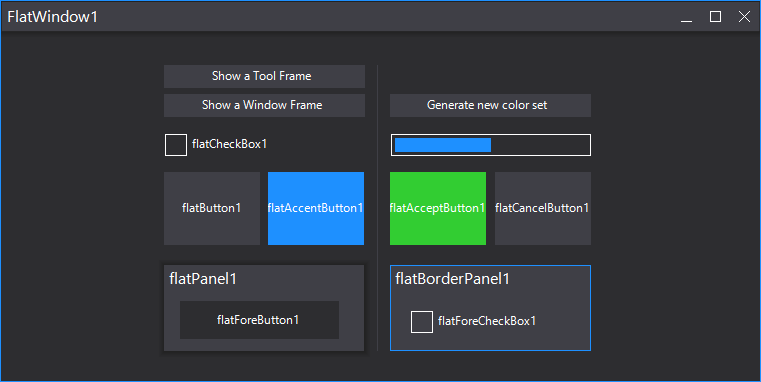 FlatWindow1
Show a Tool Frame
Show a Window Frame
Generate new color set
flatCheckBox1
flatButton1
flatAccentButton1
flatAcceptButton1
flatCancelButton1
flatPanel1
flatForeButton1
flatBorderPanel1
flatForeCheckBox1